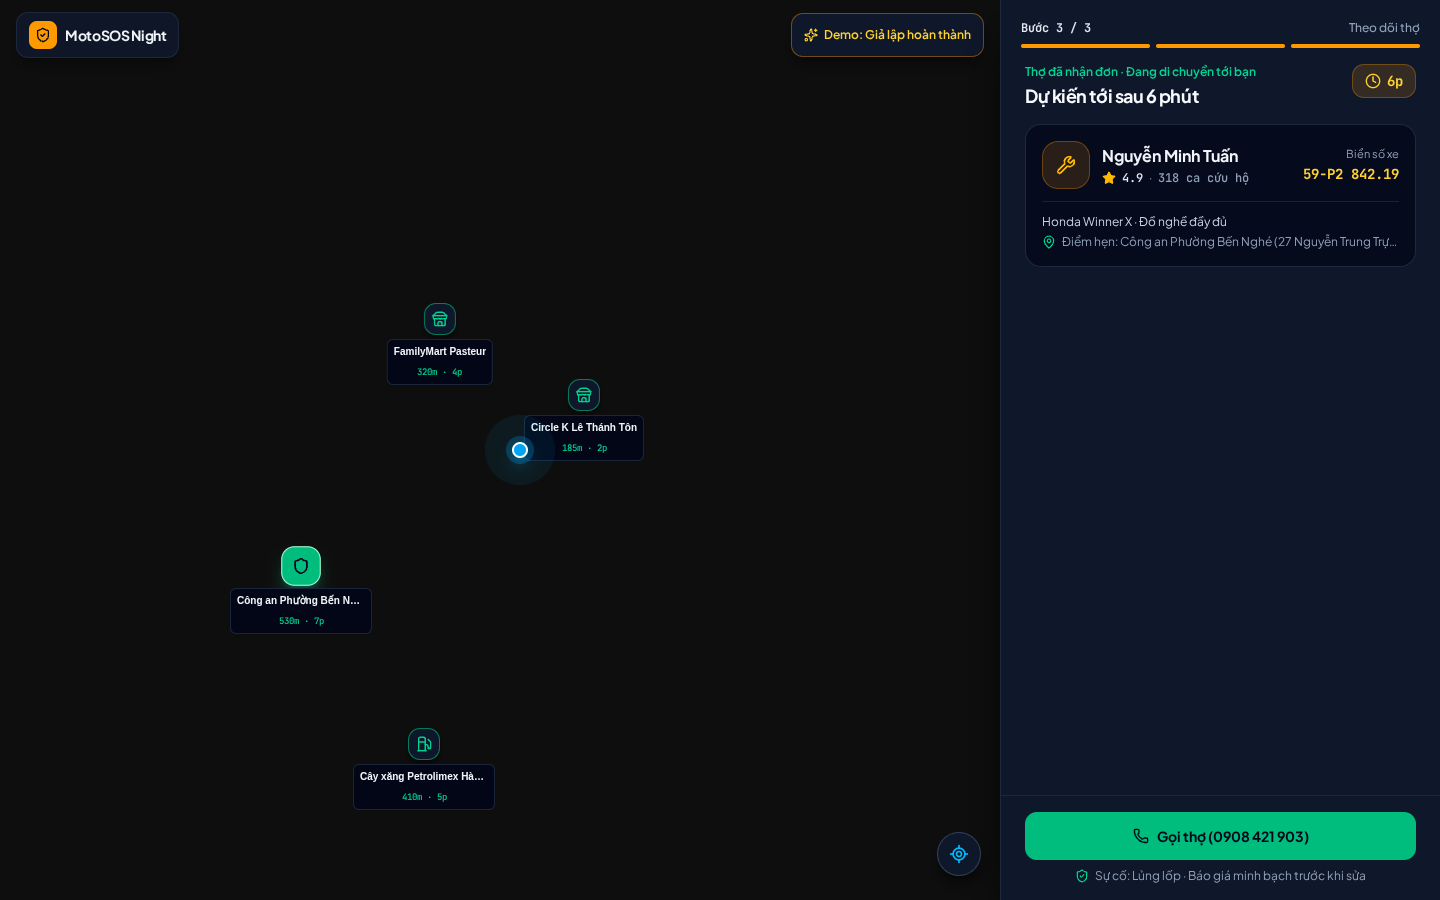 MotoSOS Night
Demo: Giả lập hoàn thành
FamilyMart Pasteur
320m · 4p
Circle K Lê Thánh Tôn
185m · 2p
Công an Phường Bến N...
530m · 7p
Cây xăng Petrolimex Hà...
410m · 5p
Bước 3 / 3
Theo dõi thợ
Thợ đã nhận đơn · Đang di chuyển tới bạn
Dự kiến tới sau 6 phút
6p
Nguyễn Minh Tuấn
4.9 · 318 ca cứu hộ
Biển số xe
59-P2 842.19
Honda Winner X · Đồ nghề đầy đủ
Điểm hẹn: Công an Phường Bến Nghé (27 Nguyễn Trung Trự...
Gọi thợ (0908 421 903)
Sự cố: Lủng lốp · Báo giá minh bạch trước khi sửa